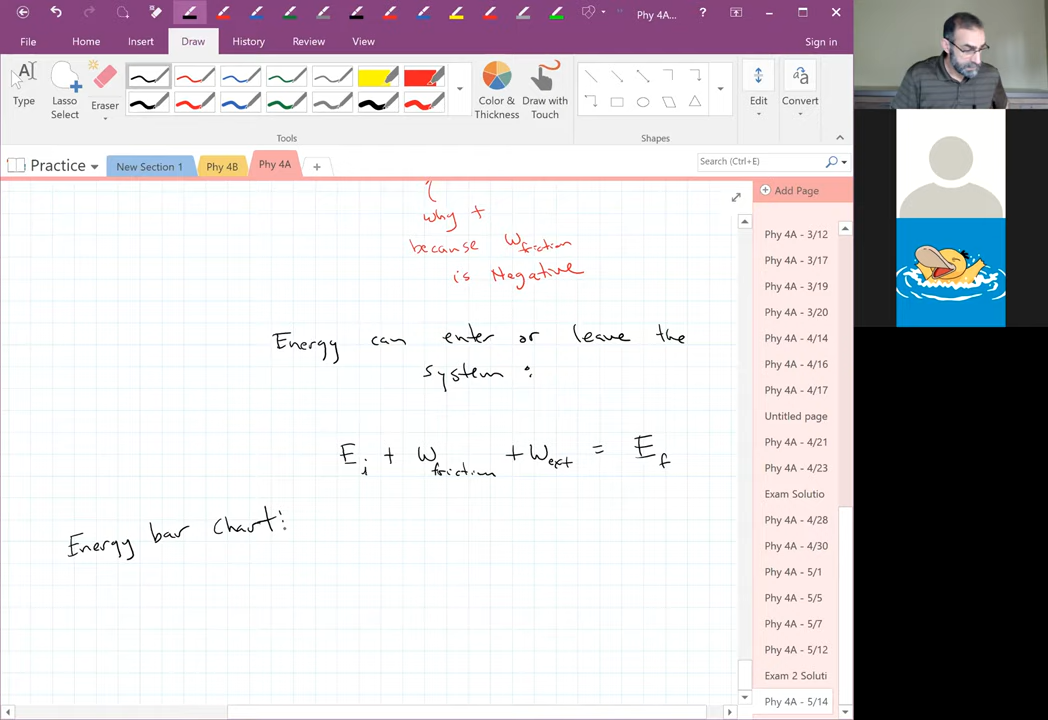 Phy 4A...
?
File
Home
Insert
Draw
History
Review
View
Sign in
Type
Lasso
Select
Eraser
Color &
Thickness
Draw with
Touch
Edit
Convert
Tools
Shapes
Practice
New Section 1
Phy 4B
Phy 4A
+
Search (Ctrl+E)
Add Page
Phy 4A - 3/12
Phy 4A - 3/17
Phy 4A - 3/19
Phy 4A - 3/20
Phy 4A - 4/14
Phy 4A - 4/16
Phy 4A - 4/17
Untitled page
Phy 4A - 4/21
Phy 4A - 4/23
Exam Solutio
Phy 4A - 4/28
Phy 4A - 4/30
Phy 4A - 5/1
Phy 4A - 5/5
Phy 4A - 5/7
Phy 4A - 5/12
Exam 2 Soluti
Phy 4A - 5/14
why +
because W friction
is Negative
Energy can enter or leave the
system :
E i + W friction + W ext = E f
Energy bar chart: